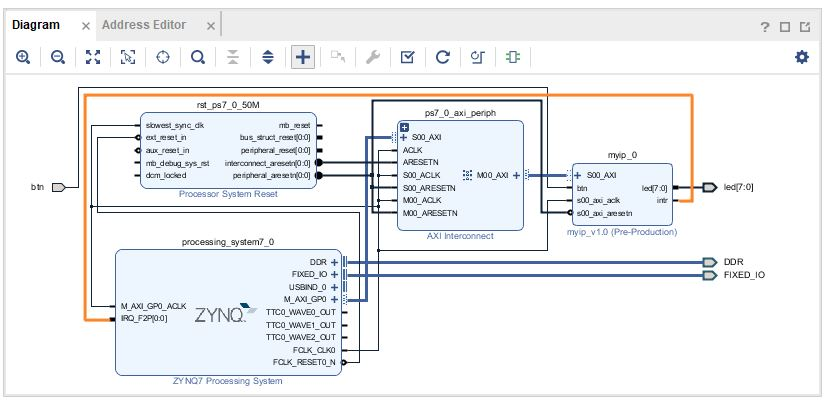 Diagram
Address Editor
rst_ps7_0_50M
slowest_sync_clk
ext_reset_in
aux_reset_in
mb_debug_sys_rst
dcm_locked
mb_reset
bus_struct_reset[0:0]
peripheral_reset[0:0]
interconnect_aresetn[0:0]
peripheral_aresetn[0:0]
Processor System Reset
ps7_0_axi_periph
S00_AXI
ACLK
ARESETN
S00_ACLK
S00_ARESETN
M00_ACLK
M00_ARESETN
M00_AXI
AXI Interconnect
myip_0
S00_AXI
btn
s00_axi_aclk
s00_axi_aresetn
led[7:0]
intr
myip_v1.0 (Pre-Production)
btn
led[7:0]
processing_system7_0
M_AXI_GP0_ACLK
IRQ_F2P[0:0]
ZYNQ
DDR
FIXED_IO
USBIND_0
M_AXI_GP0
TTC0_WAVE0_OUT
TTC0_WAVE1_OUT
TTC0_WAVE2_OUT
FCLK_CLK0
FCLK_RESET0_N
ZYNQ7 Processing System
DDR
FIXED_IO